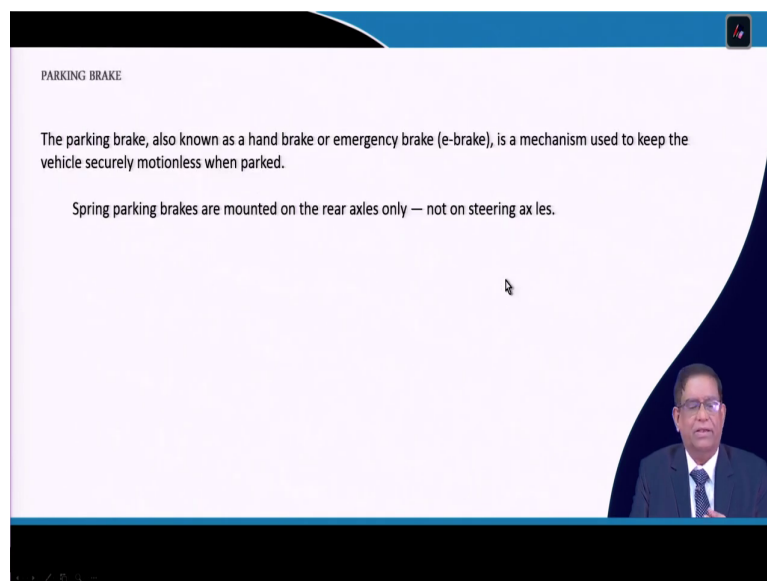 PARKING BRAKE
The parking brake, also known as a hand brake or emergency brake (e-brake), is a mechanism used to keep the
vehicle securely motionless when parked.
Spring parking brakes are mounted on the rear axles only — not on steering ax les.